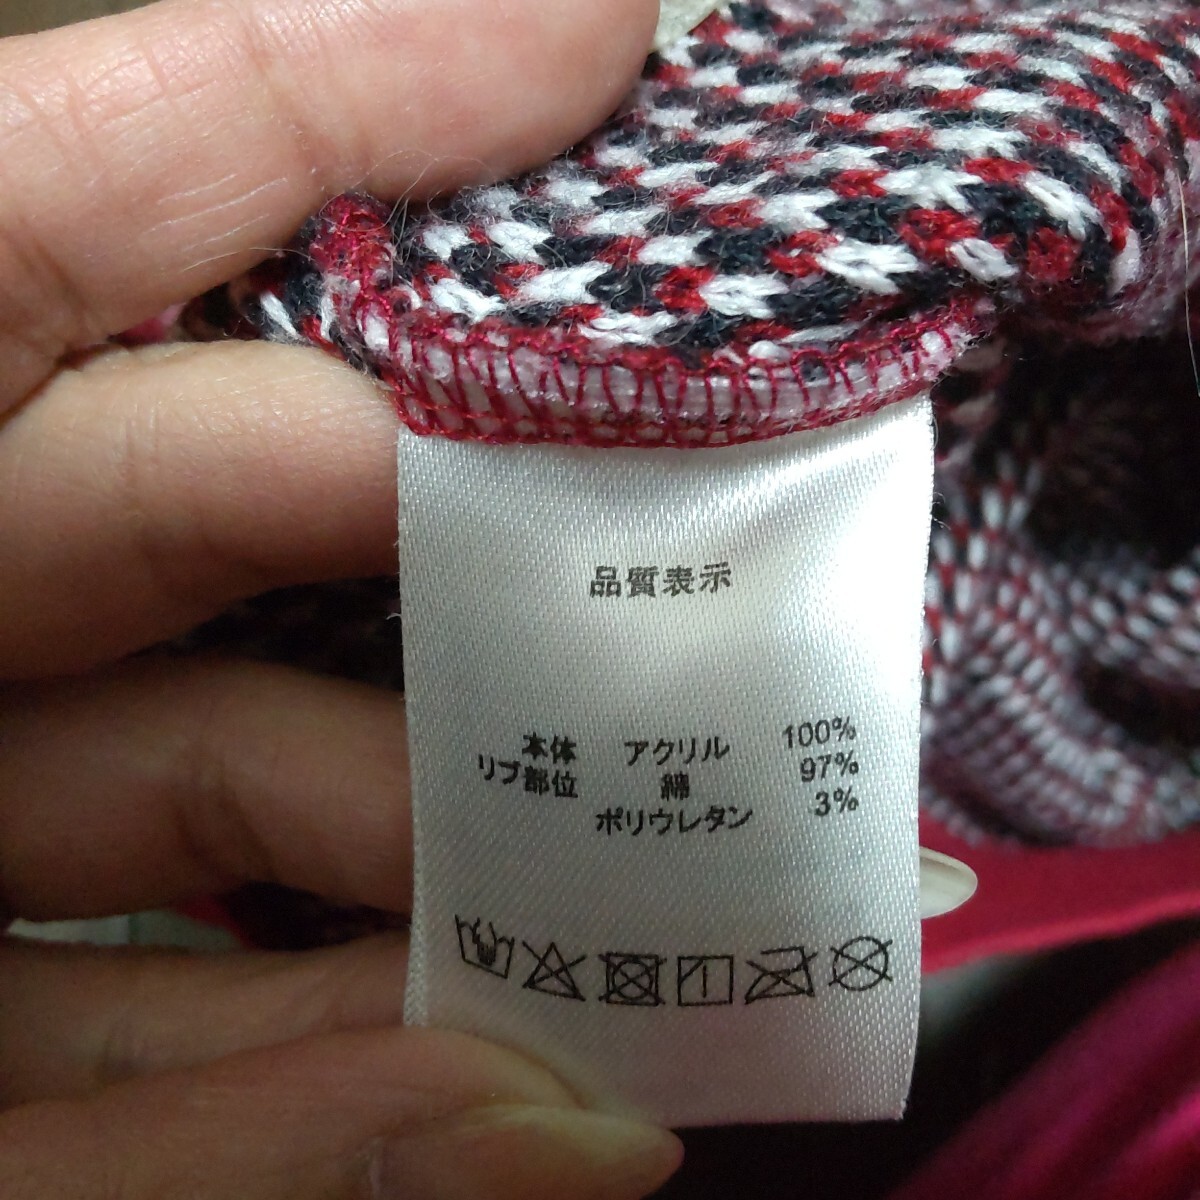 品質表示
本体 アクリル 100%
リブ部位 綿 97%
ポリウレタン 3%